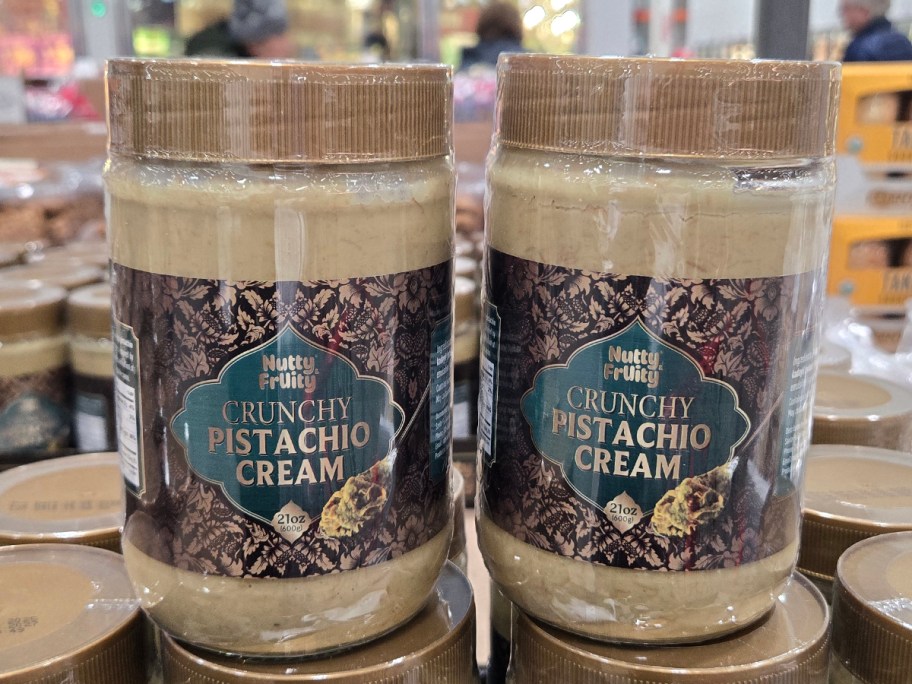 Nutty &
Fruity
CRUNCHY
PISTACHIO
CREAM
21oz
(600g)
Nutty &
Fruity
CRUNCHY
PISTACHIO
CREAM
21oz
(600g)